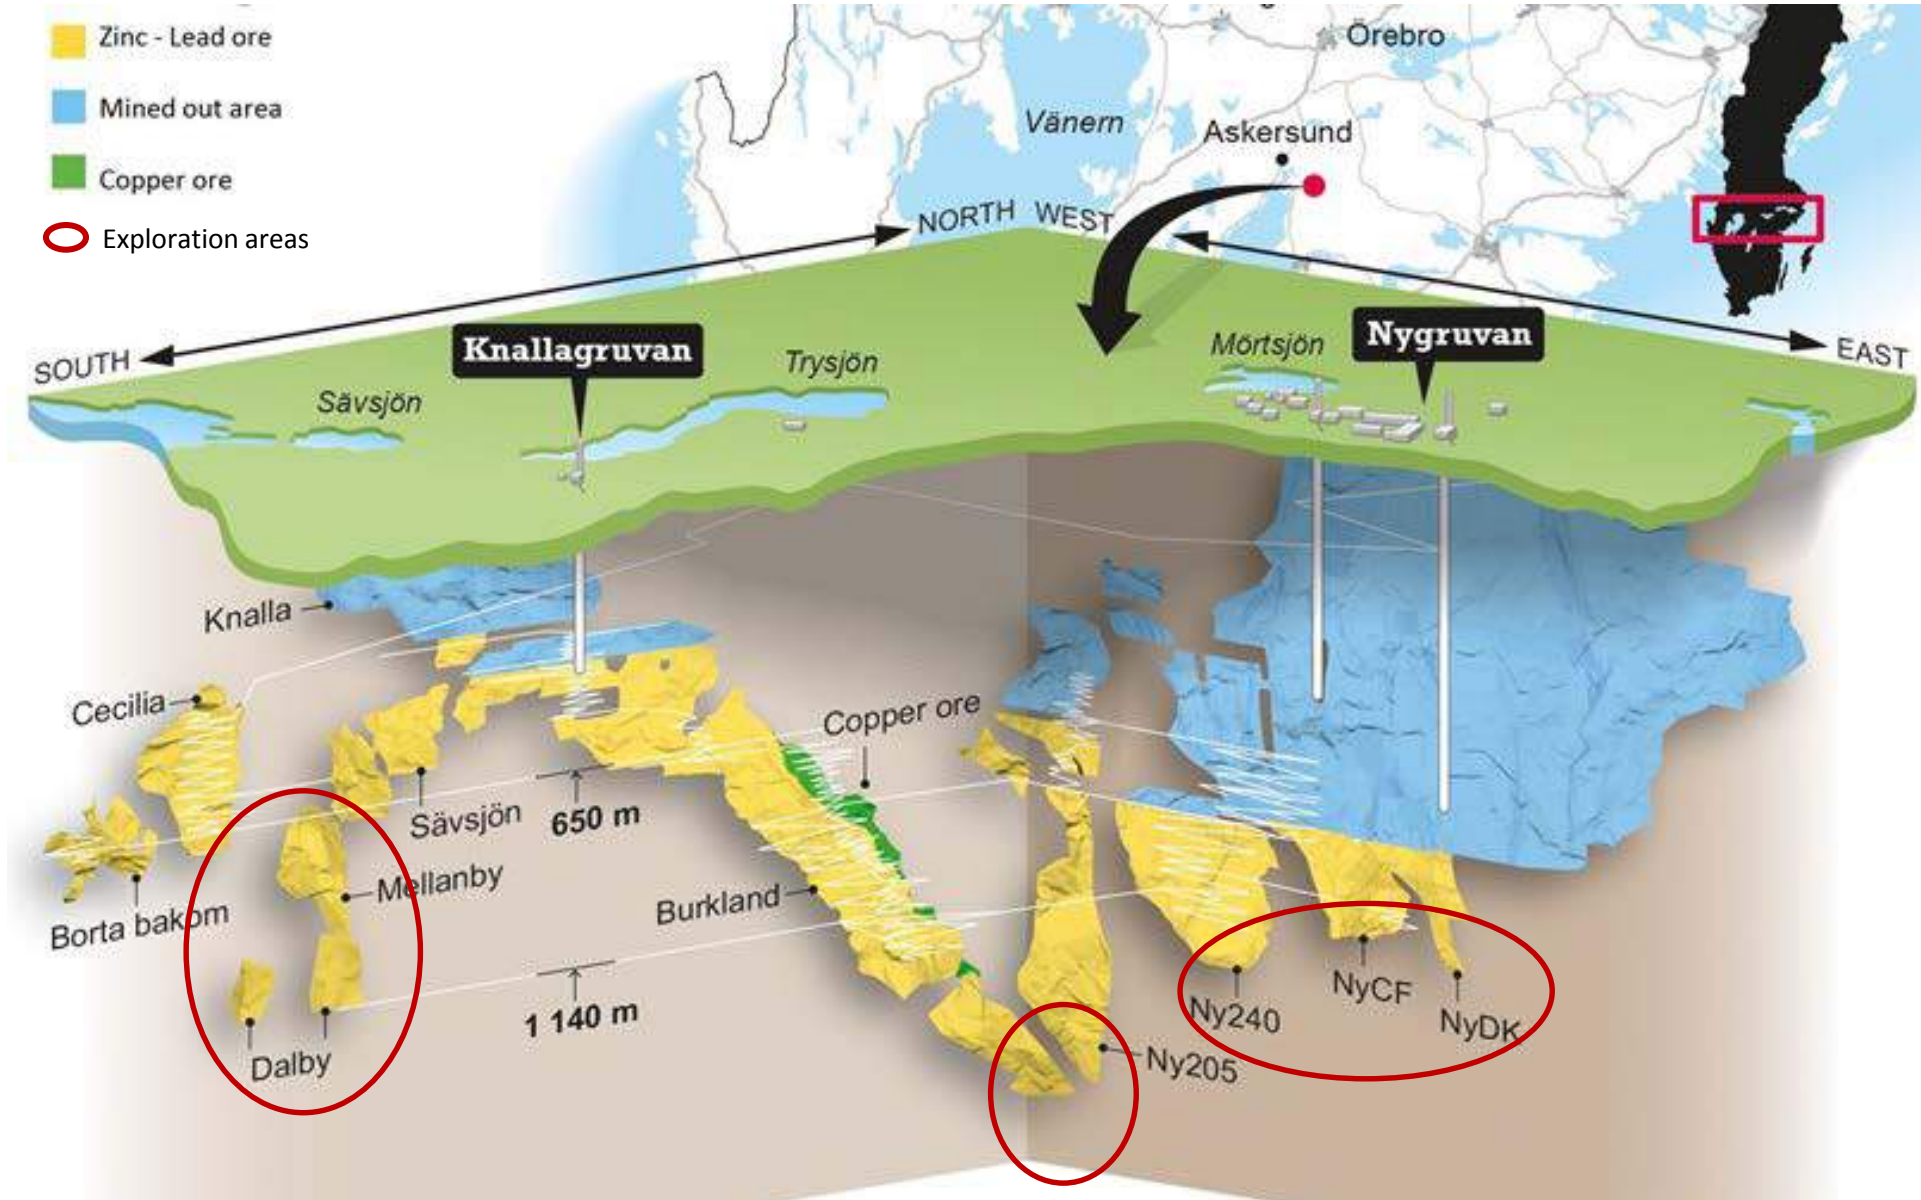 Zinc - Lead ore
Mined out area
Copper ore
Exploration areas
Örebro
Vänern
Askersund
NORTH
WEST
SOUTH
EAST
Knallagruvan
Nygruvan
Sävsjön
Trysjön
Mörtsjön
Knalla
Cecilia
Copper ore
Sävsjön
650 m
Mellanby
Borta bakom
Burkland
1 140 m
Dalby
Ny205
Ny240
NyCF
NyDK